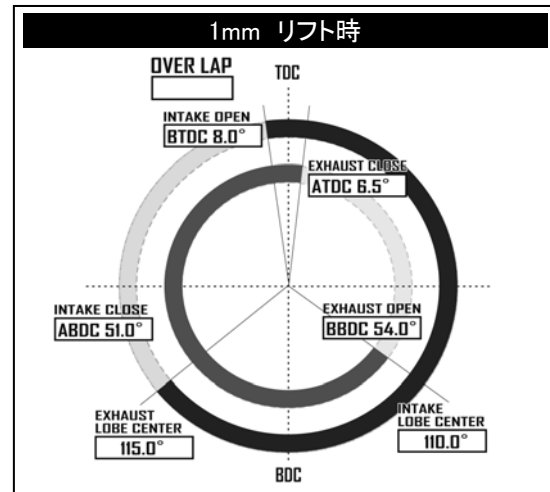 1mm リフト時
OVER LAP
TDC
INTAKE OPEN
BTDC 8.0°
EXHAUST CLOSE
ATDC 6.5°
INTAKE CLOSE
ABDC 51.0°
EXHAUST OPEN
BBDC 54.0°
EXHAUST
LOBE CENTER
115.0°
INTAKE
LOBE CENTER
110.0°
BDC